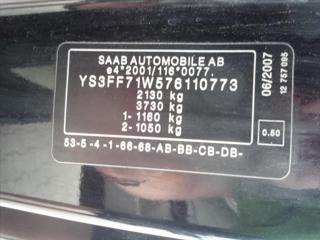 SAAB AUTOMOBILE AB
e4*2001/116*0077.
YS3FF71W576110773
2130 kg
3730 kg
1- 1160 kg
2- 1050 kg
53-5-4-1-66-68-AB-BB-CB-DB-
06/2007
12 757 095
0.50